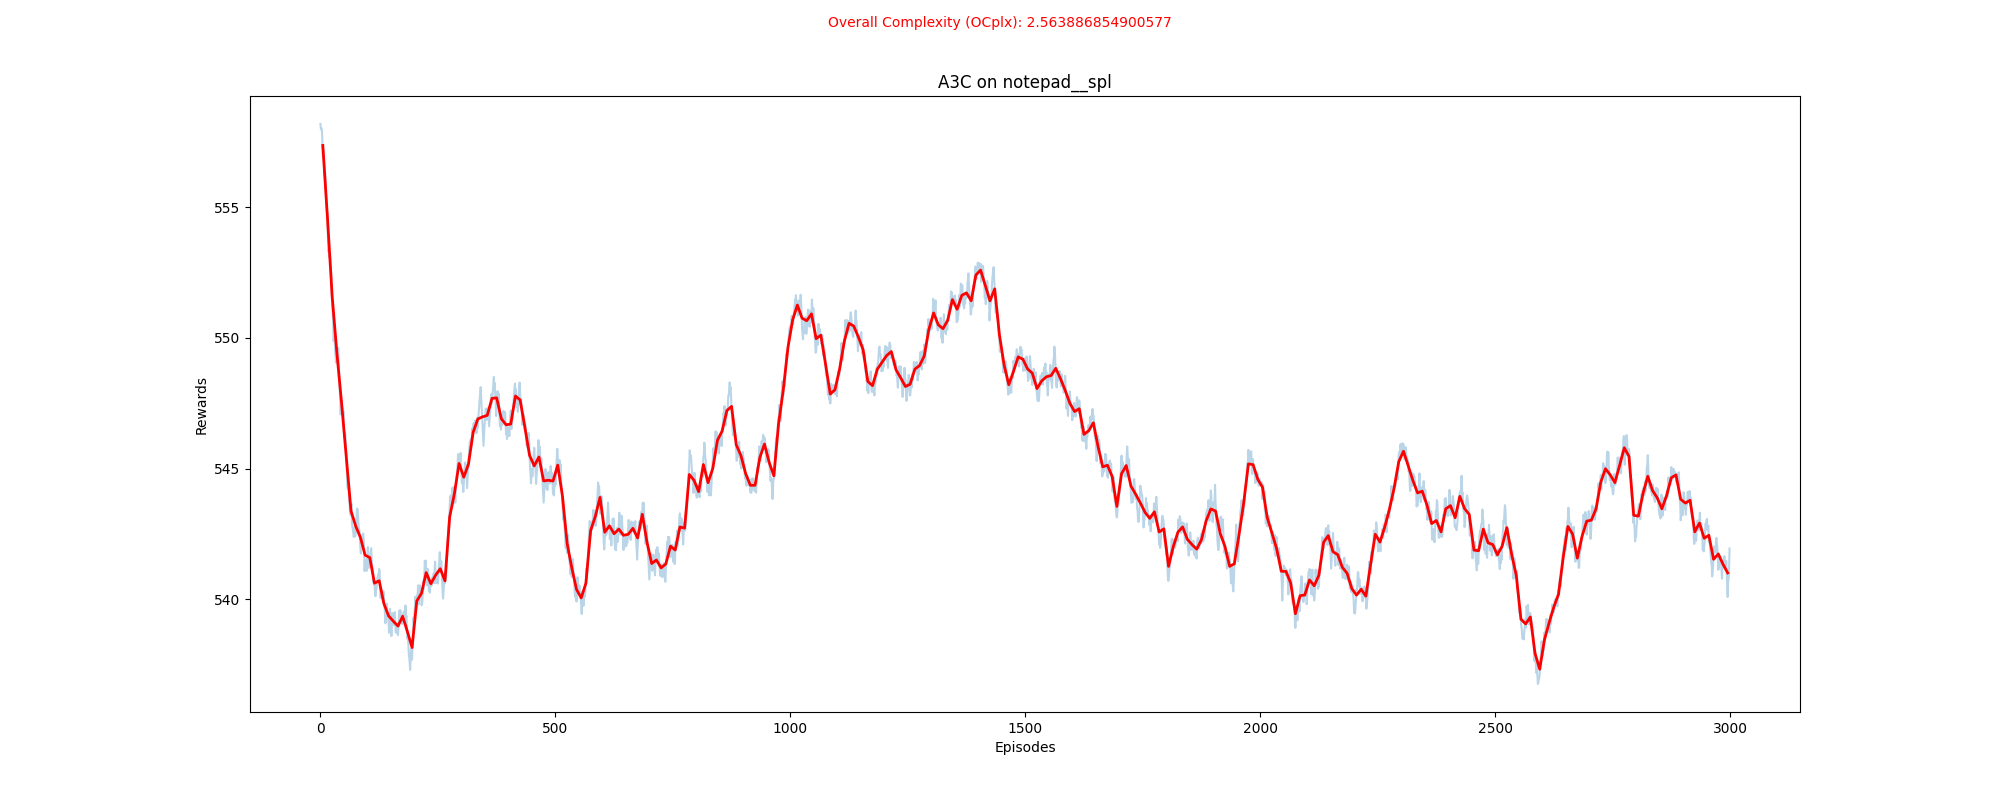 Overall Complexity (OCplx): 2.563886854900577
A3C on notepad__spl
Rewards
555
550
545
540
0 500 1000 1500 2000 2500 3000
Episodes